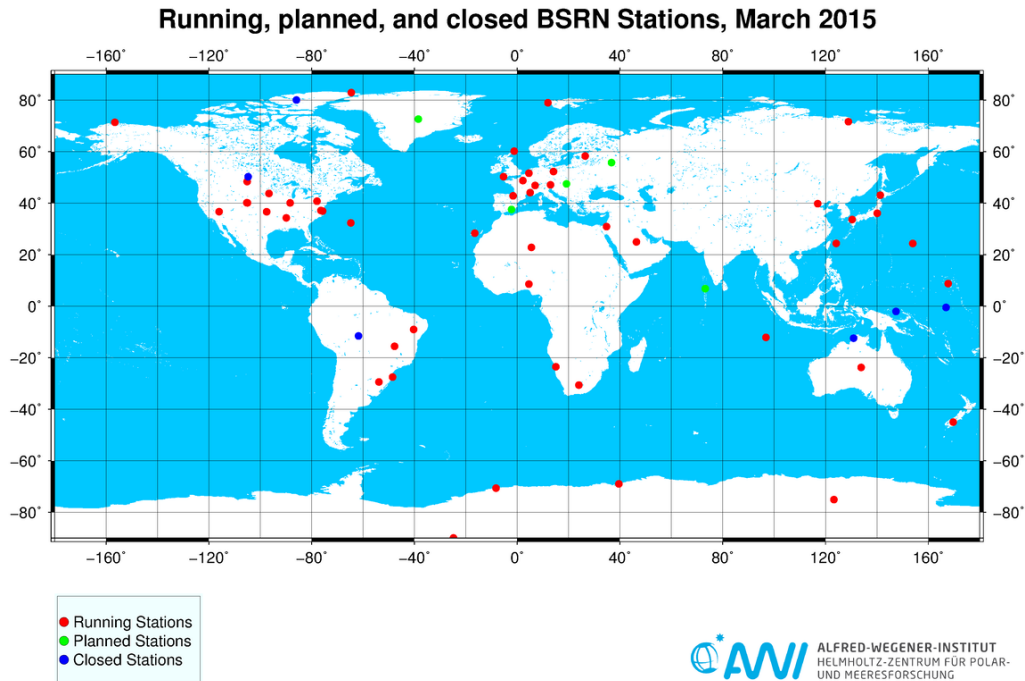 Running, planned, and closed BSRN Stations, March 2015
−160˚ −120˚ −80˚ −40˚ 0˚ 40˚ 80˚ 120˚ 160˚
80˚ 80˚
60˚ 60˚
40˚ 40˚
20˚ 20˚
0˚ 0˚
−20˚ −20˚
−40˚ −40˚
−60˚ −60˚
−80˚ −80˚
−160˚ −120˚ −80˚ −40˚ 0˚ 40˚ 80˚ 120˚ 160˚
Running Stations
Planned Stations
Closed Stations
AWI
ALFRED-WEGENER-INSTITUT
HELMHOLTZ-ZENTRUM FÜR POLAR-
UND MEERESFORSCHUNG